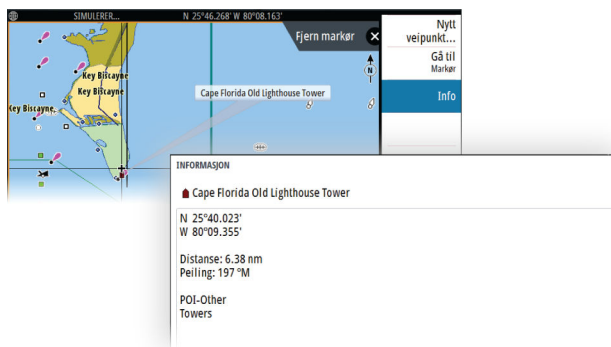 SIMULERER...
N 25°46.268' W 80°08.163'
Fjern markør
Nytt
veipunkt...
Gå til
Markør
Info
N
Key Biscayne
Key Biscayne
Key Biscayne,
Cape Florida Old Lighthouse Tower
INFORMASJON
Cape Florida Old Lighthouse Tower
N 25°40.023'
W 80°09.355'
Distanse: 6.38 nm
Peiling: 197 °M
POI-Other
Towers